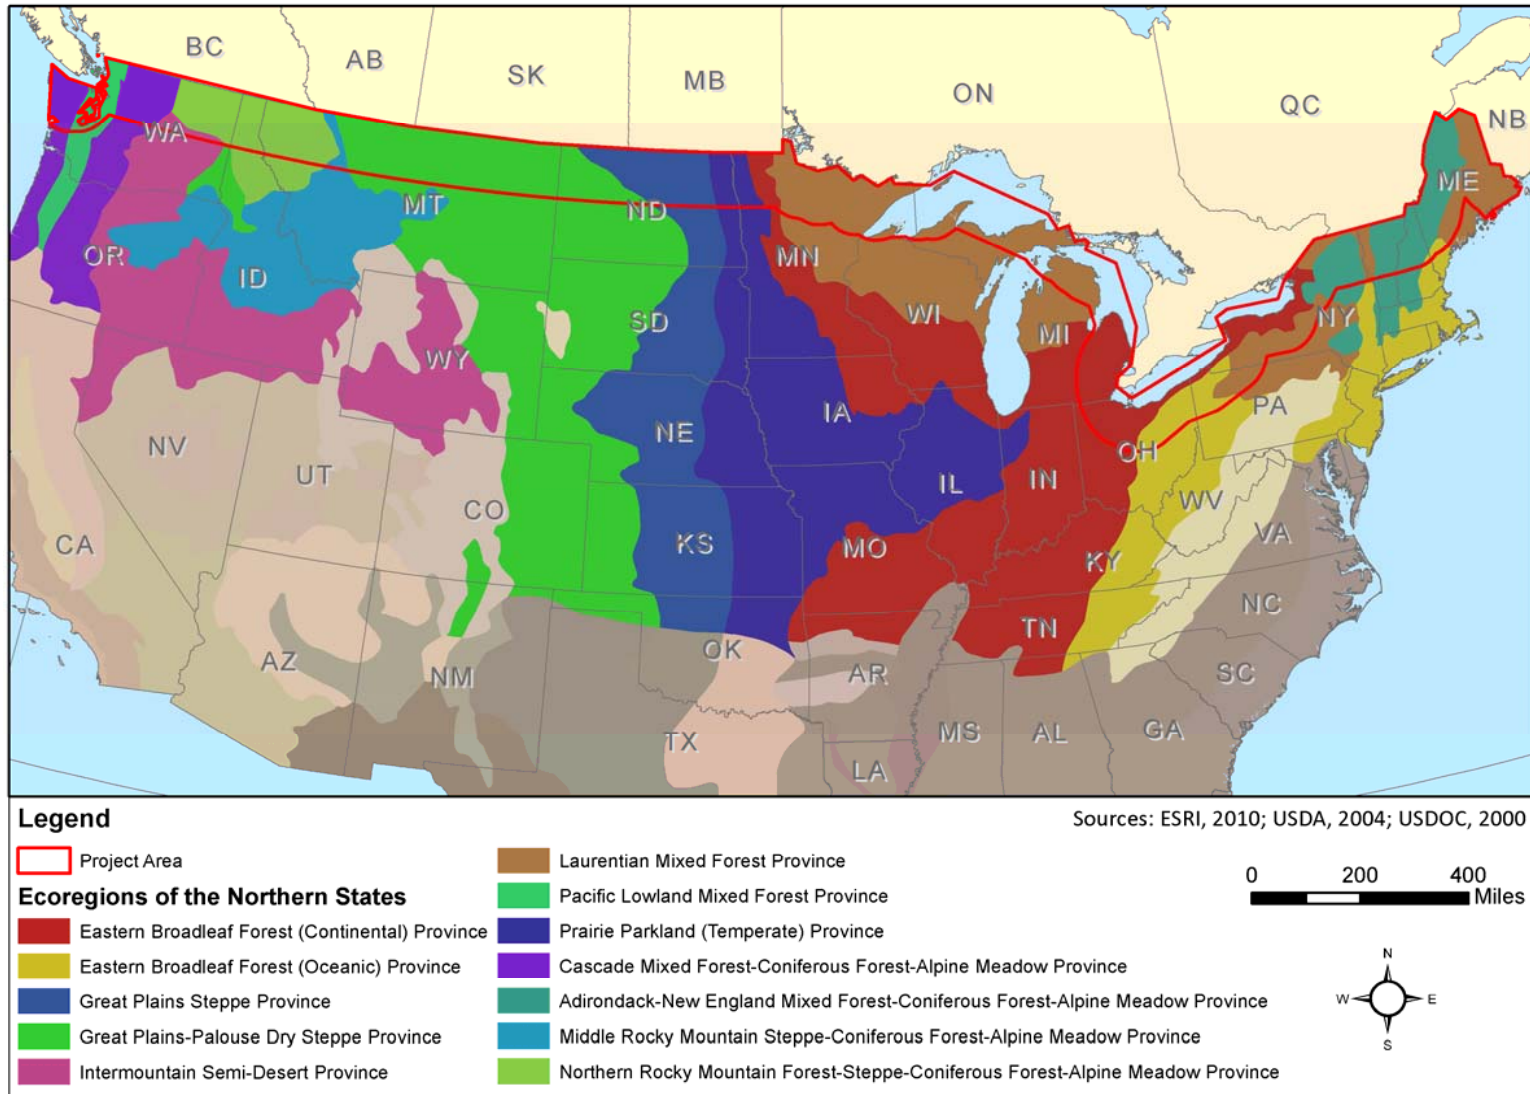 BC
AB
SK
MB
ON
QC
NB
WA
MT
ND
MN
ME
OR
ID
WY
SD
WI
MI
NY
NV
UT
CO
NE
IA
IL
IN
OH
PA
CA
KS
MO
KY
WV
VA
AZ
NM
OK
AR
TN
NC
SC
TX
LA
MS
AL
GA
Legend
Sources: ESRI, 2010; USDA, 2004; USDOC, 2000
Project Area
Ecoregions of the Northern States
Eastern Broadleaf Forest (Continental) Province
Eastern Broadleaf Forest (Oceanic) Province
Great Plains Steppe Province
Great Plains-Palouse Dry Steppe Province
Intermountain Semi-Desert Province
Laurentian Mixed Forest Province
Pacific Lowland Mixed Forest Province
Prairie Parkland (Temperate) Province
Cascade Mixed Forest-Coniferous Forest-Alpine Meadow Province
Adirondack-New England Mixed Forest-Coniferous Forest-Alpine Meadow Province
Middle Rocky Mountain Steppe-Coniferous Forest-Alpine Meadow Province
Northern Rocky Mountain Forest-Steppe-Coniferous Forest-Alpine Meadow Province
0 200 400
Miles
N
W E
S